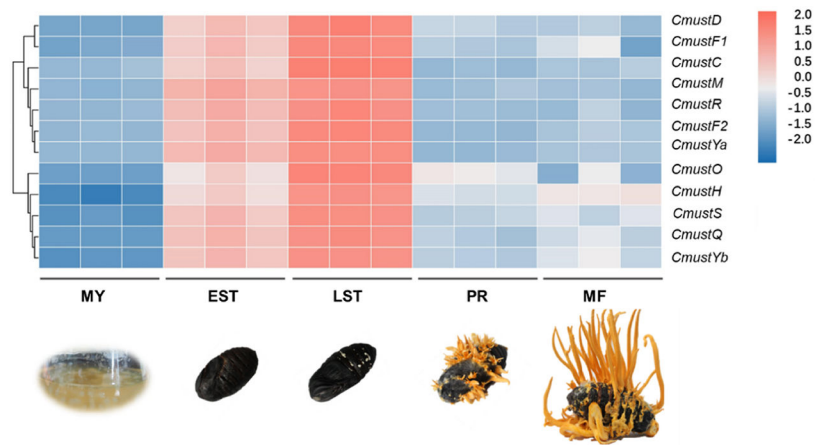 CmustD
CmustF1
CmustC
CmustM
CmustR
CmustF2
CmustYa
CmustO
CmustH
CmustS
CmustQ
CmustYb
2.0
1.5
1.0
0.5
0.0
-0.5
-1.0
-1.5
-2.0
MY EST LST PR MF